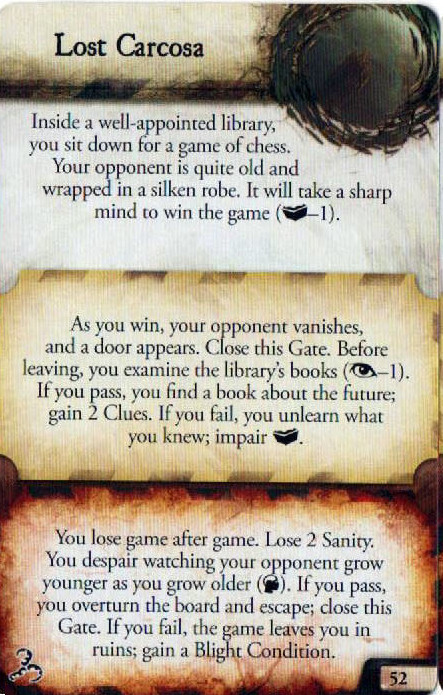 Lost Carcosa
Inside a well-appointed library,
you sit down for a game of chess.
Your opponent is quite old and
wrapped in a silken robe. It will take a sharp
mind to win the game (–1).
As you win, your opponent vanishes,
and a door appears. Close this Gate. Before
leaving, you examine the library's books (–1).
If you pass, you find a book about the future;
gain 2 Clues. If you fail, you unlearn what
you knew; impair .
You lose game after game. Lose 2 Sanity.
You despair watching your opponent grow
younger as you grow older (). If you pass,
you overturn the board and escape; close this
Gate. If you fail, the game leaves you in
ruins; gain a Blight Condition.
52